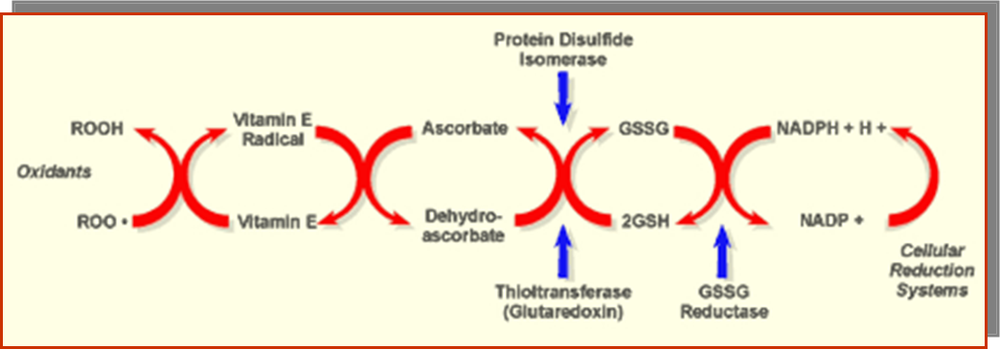 Protein Disulfide
Isomerase
ROOH
Vitamin E
Radical
Ascorbate
GSSG
NADPH + H +
Oxidants
ROO •
Vitamin E
Dehydro-
ascorbate
2GSH
NADP +
Cellular
Reduction
Systems
Thioltransferase
(Glutaredoxin)
GSSG
Reductase